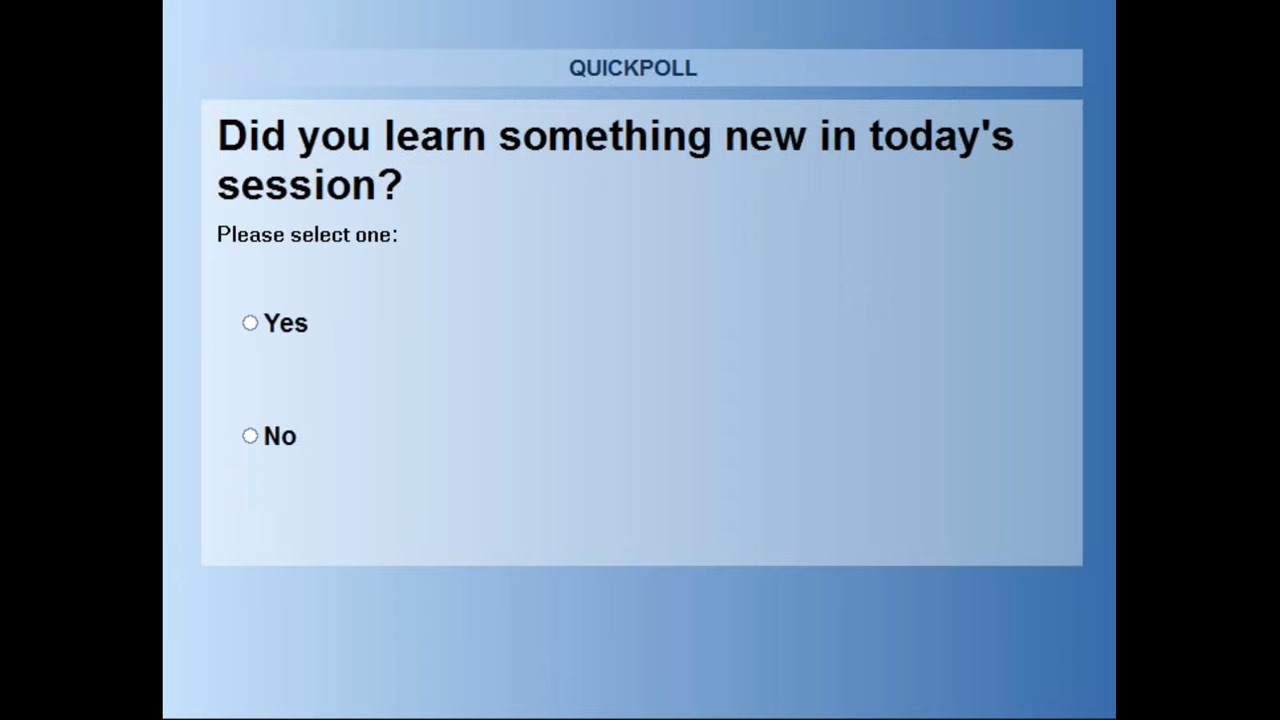 QUICKPOLL
Did you learn something new in today's
session?
Please select one:
Yes
No